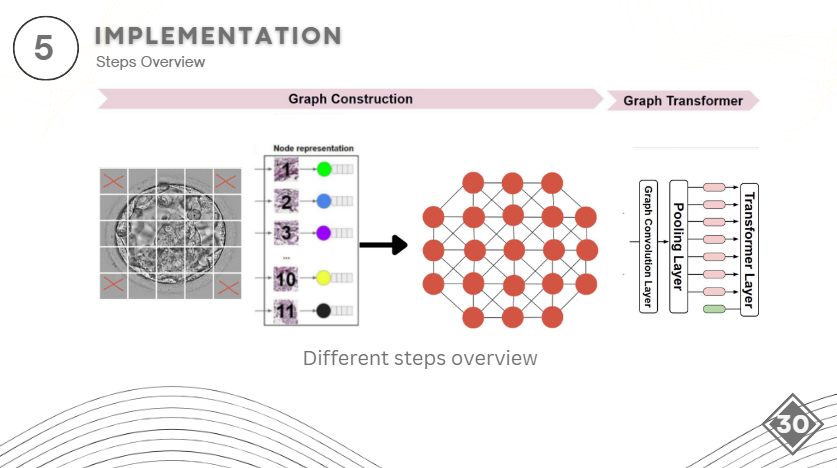 5
IMPLEMENTATION
Steps Overview
Graph Construction
Graph Transformer
Node representation
1
2
3
...
10
11
Graph Convolution Layer
Pooling Layer
Transformer Layer
Different steps overview
30